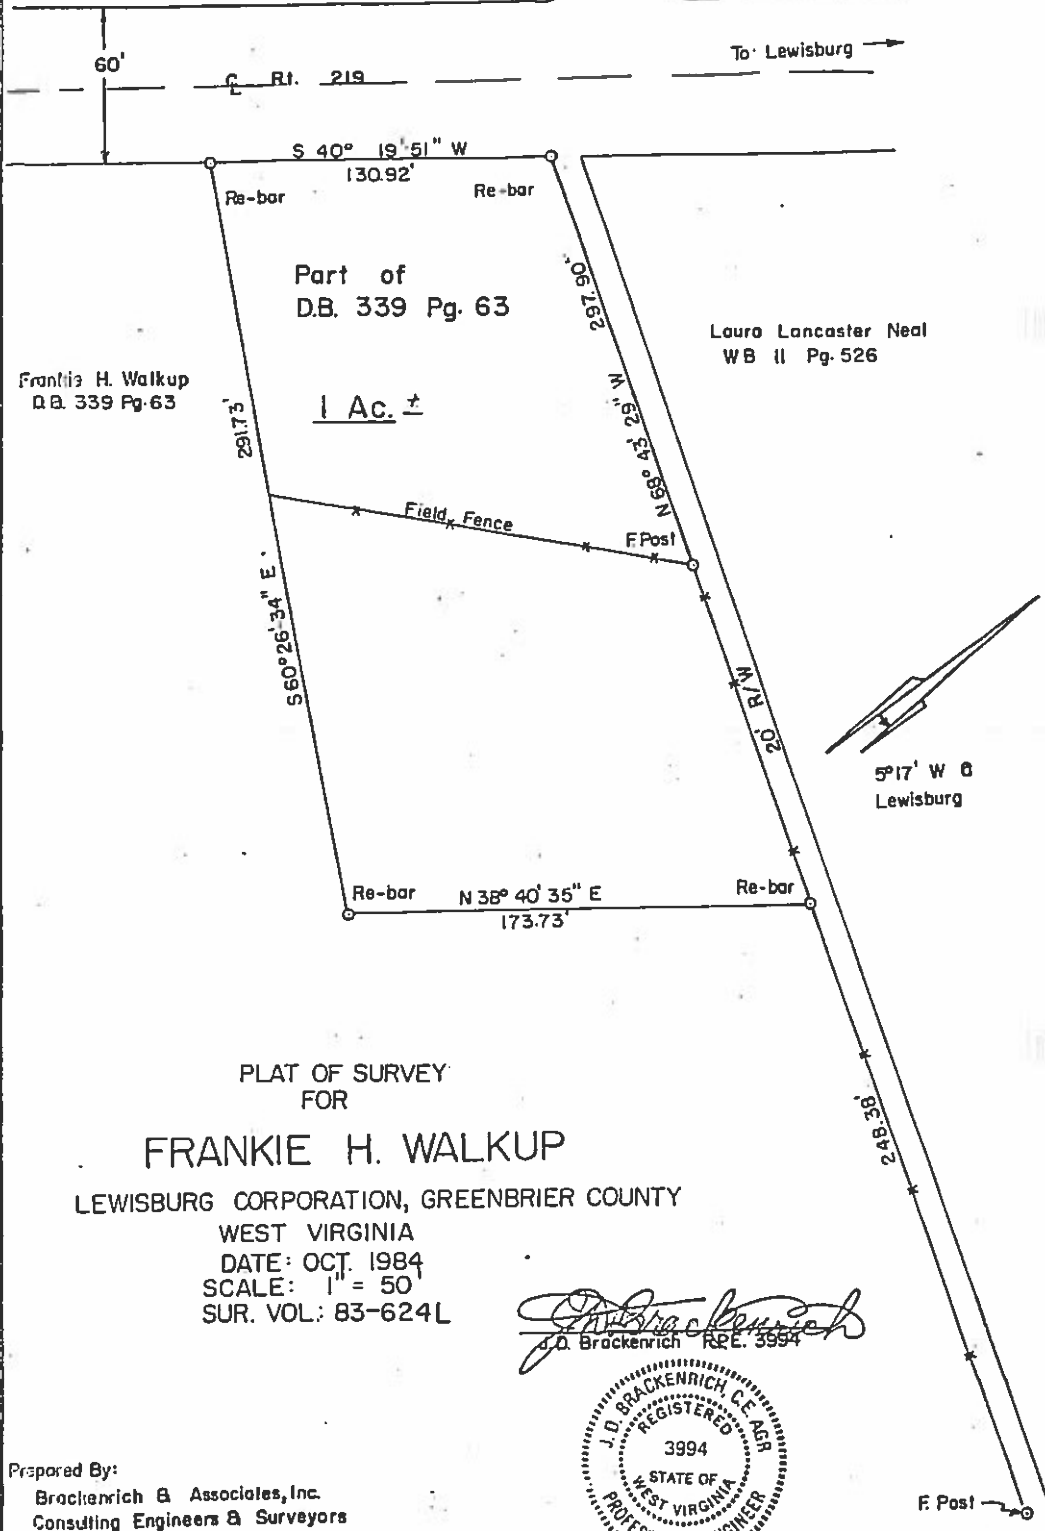 60'
To Lewisburg
℄ Rt. 219
S 40° 19' 51" W
130.92'
Re-bar
Re-bar
Part of
D.B. 339 Pg. 63
297.90'
Laura Lancaster Neal
WB 11 Pg. 526
Frankie H. Walkup
D.B. 339 Pg. 63
1 Ac. ±
291.73'
N 68° 43' 29" W
Field Fence
F. Post
S 60° 26' 34" E
20' R/W
5° 17' W @
Lewisburg
Re-bar
N 38° 40' 35" E
173.73'
Re-bar
248.38'
PLAT OF SURVEY
FOR
FRANKIE H. WALKUP
LEWISBURG CORPORATION, GREENBRIER COUNTY
WEST VIRGINIA
DATE: OCT. 1984
SCALE: 1" = 50'
SUR. VOL.: 83-624L
J.D. Brackenrich
J.D. Brackenrich R.P.E. 3994
J. D. BRACKENRICH, C.E. AGR
REGISTERED
3994
STATE OF
WEST VIRGINIA
Prepared By:
Brackenrich & Associates, Inc.
Consulting Engineers & Surveyors
F. Post